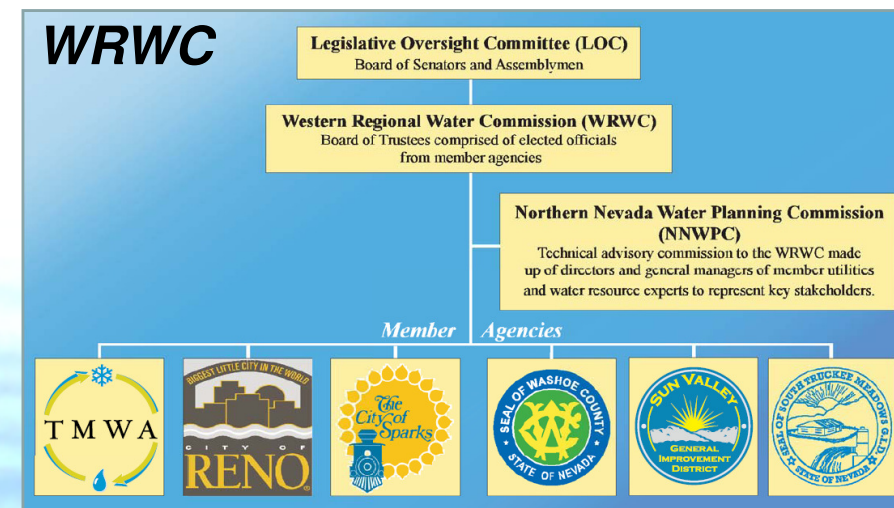 WRWC
Legislative Oversight Committee (LOC)
Board of Senators and Assemblymen
Western Regional Water Commission (WRWC)
Board of Trustees comprised of elected officials
from member agencies
Northern Nevada Water Planning Commission
(NNWPC)
Technical advisory commission to the WRWC made
up of directors and general managers of member utilities
and water resource experts to represent key stakeholders.
Member Agencies
TMWA
BIGGEST LITTLE CITY IN THE WORLD
CITY OF
RENO
The
City of
Sparks
SEAL OF WASHOE COUNTY
STATE OF NEVADA
SUN VALLEY
GENERAL
IMPROVEMENT
DISTRICT
SEAL OF SOUTH TRUCKEE MEADOWS G.I.D.
STATE OF NEVADA